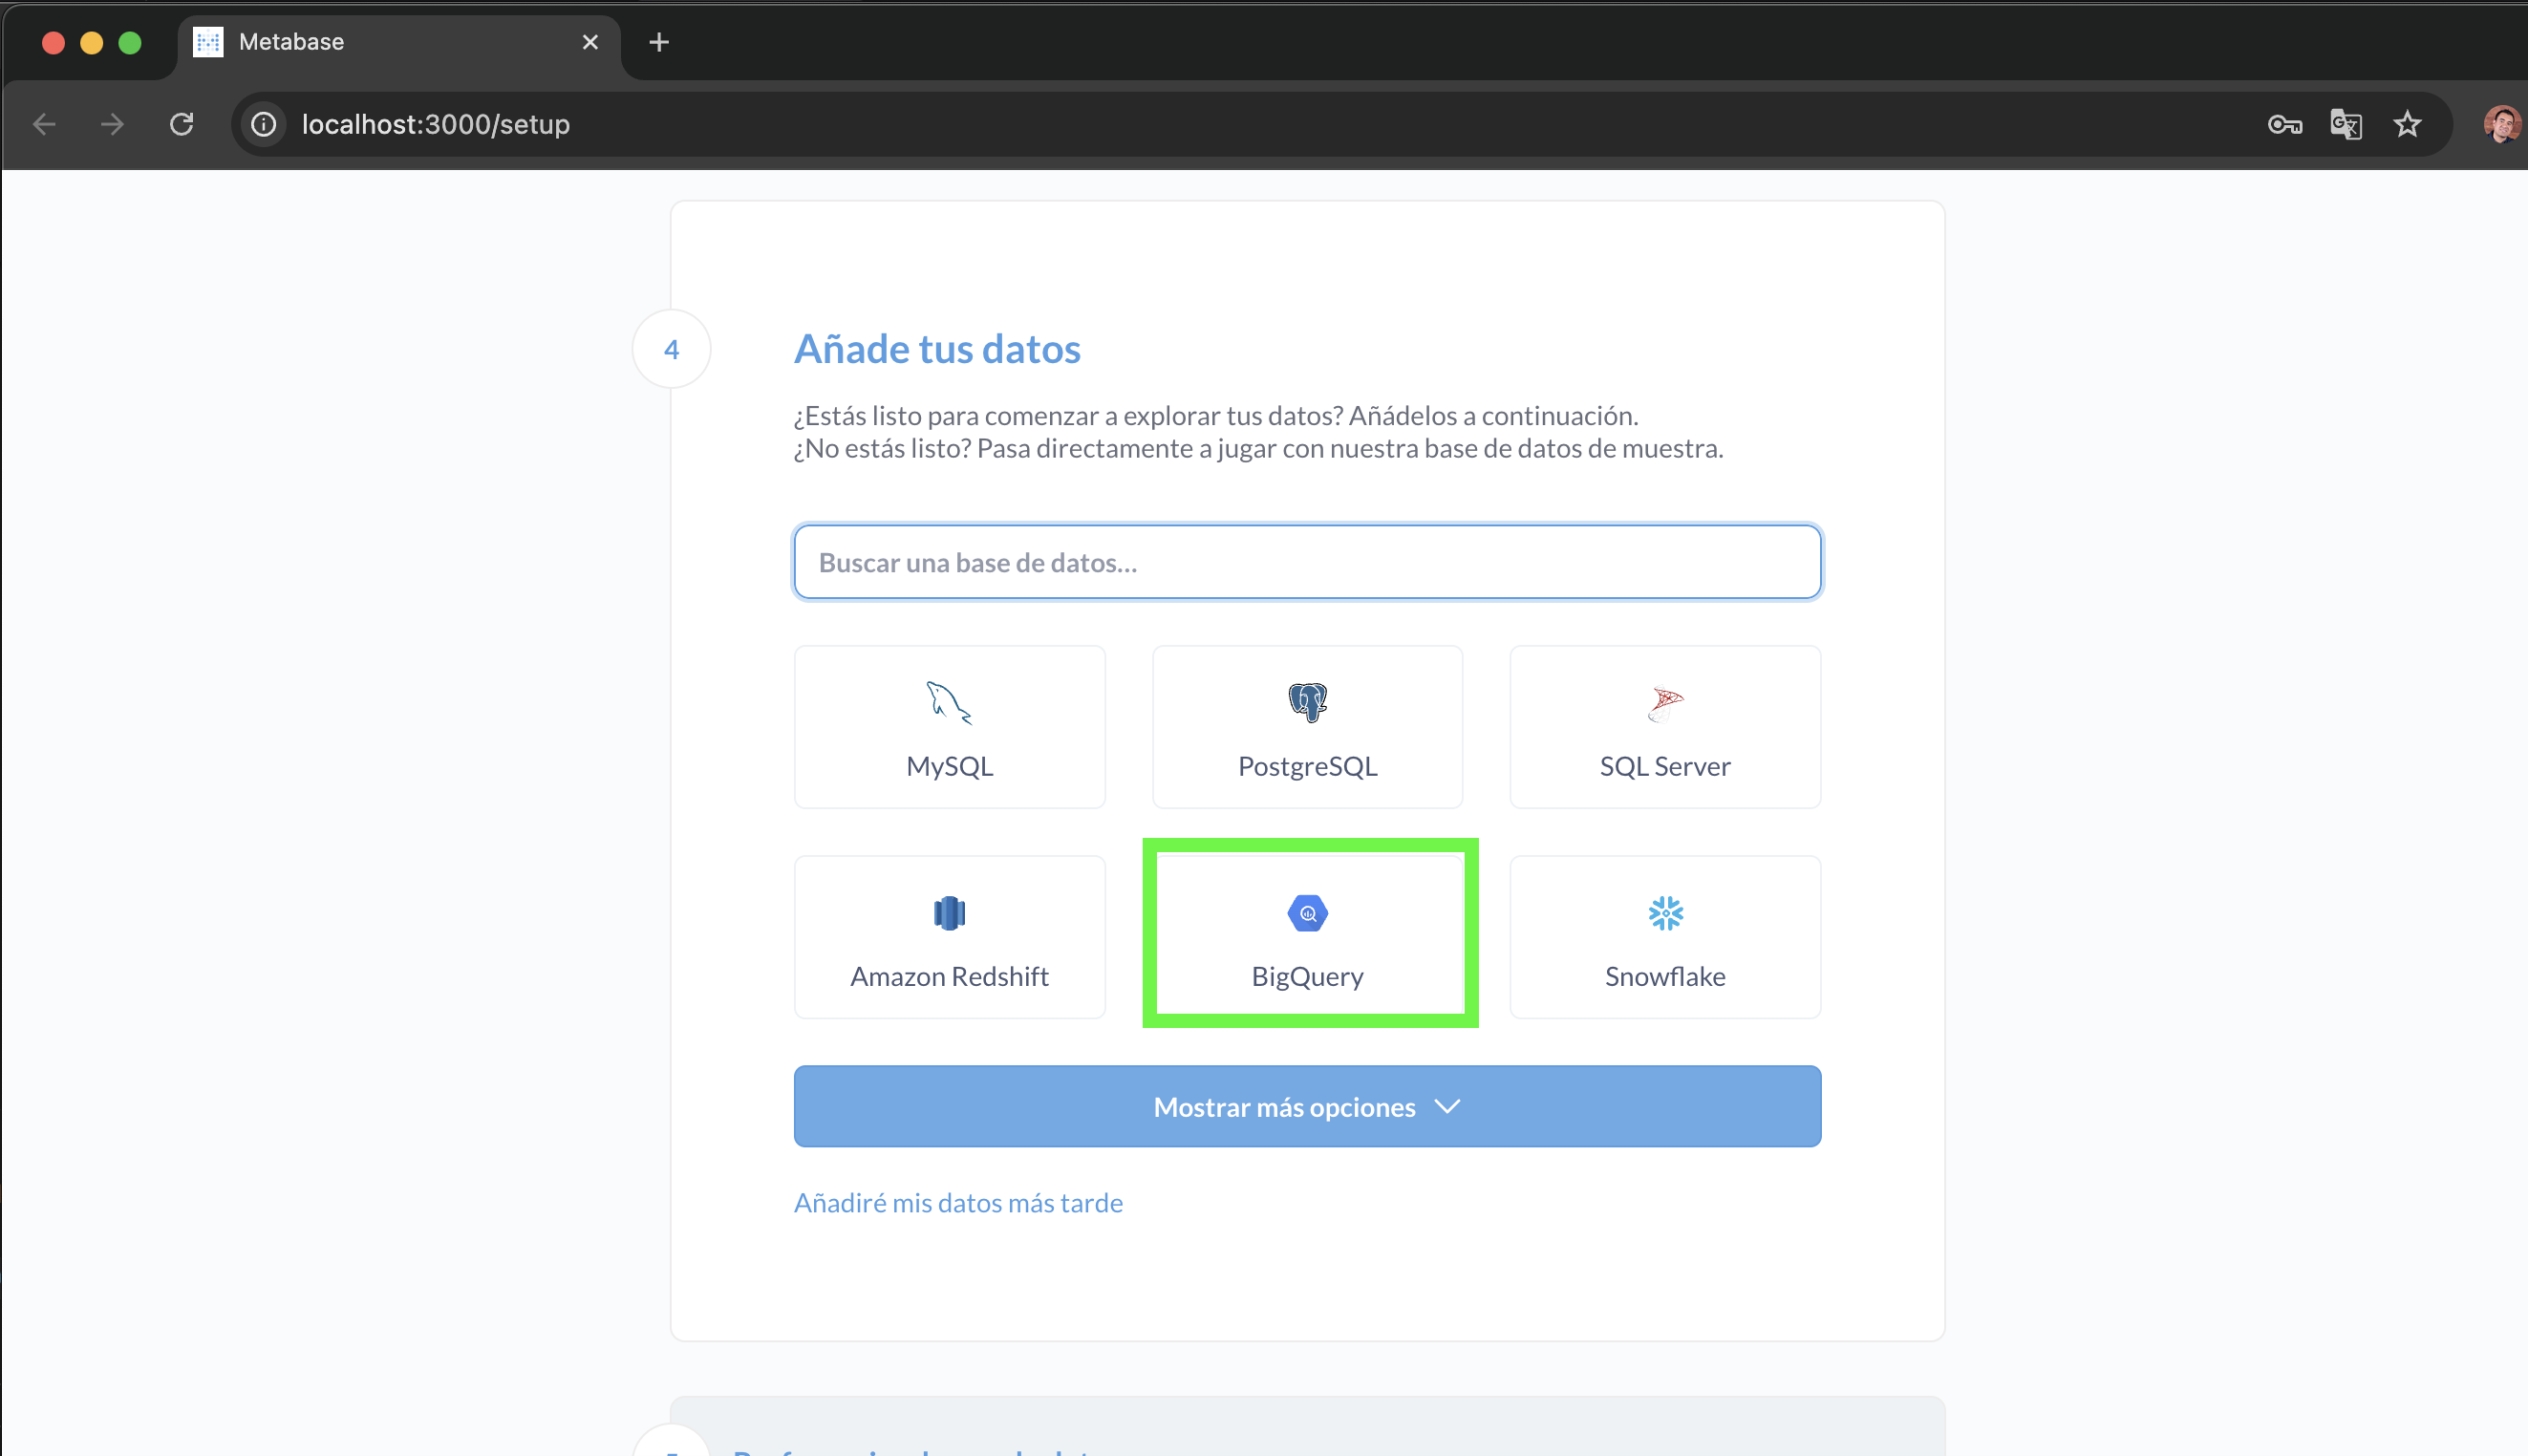 Metabase
localhost:3000/setup
4
Añade tus datos
¿Estás listo para comenzar a explorar tus datos? Añádelos a continuación.
¿No estás listo? Pasa directamente a jugar con nuestra base de datos de muestra.
Buscar una base de datos...
MySQL
PostgreSQL
SQL Server
Amazon Redshift
BigQuery
Snowflake
Mostrar más opciones
Añadiré mis datos más tarde